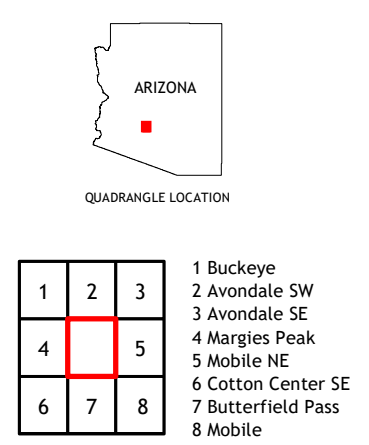 ARIZONA
QUADRANGLE LOCATION
1 2 3
4 5
6 7 8
1 Buckeye
2 Avondale SW
3 Avondale SE
4 Margies Peak
5 Mobile NE
6 Cotton Center SE
7 Butterfield Pass
8 Mobile